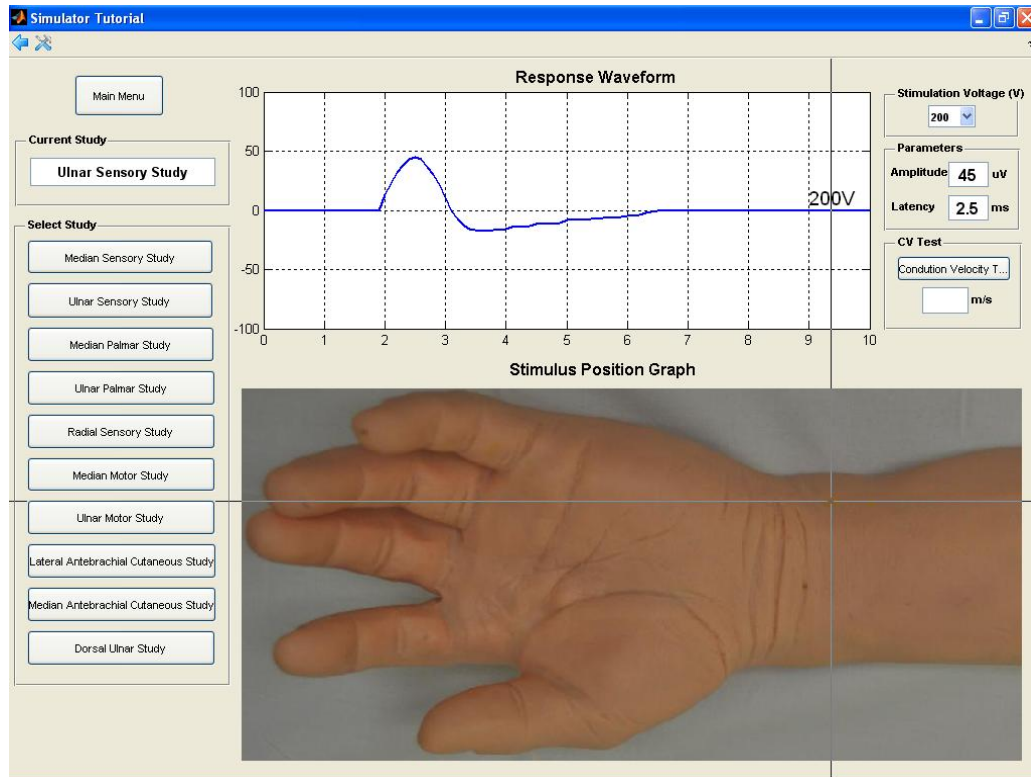 Simulator Tutorial
Main Menu
Current Study
Ulnar Sensory Study
Select Study
Median Sensory Study
Ulnar Sensory Study
Median Palmar Study
Ulnar Palmar Study
Radial Sensory Study
Median Motor Study
Ulnar Motor Study
Lateral Antebrachial Cutaneous Study
Median Antebrachial Cutaneous Study
Dorsal Ulnar Study
Response Waveform
100
50
0
-50
-100
200V
0 1 2 3 4 5 6 7 8 9 10
Stimulus Position Graph
Stimulation Voltage (V)
200
Parameters
Amplitude 45 uV
Latency 2.5 ms
CV Test
Condution Velocity T...
m/s